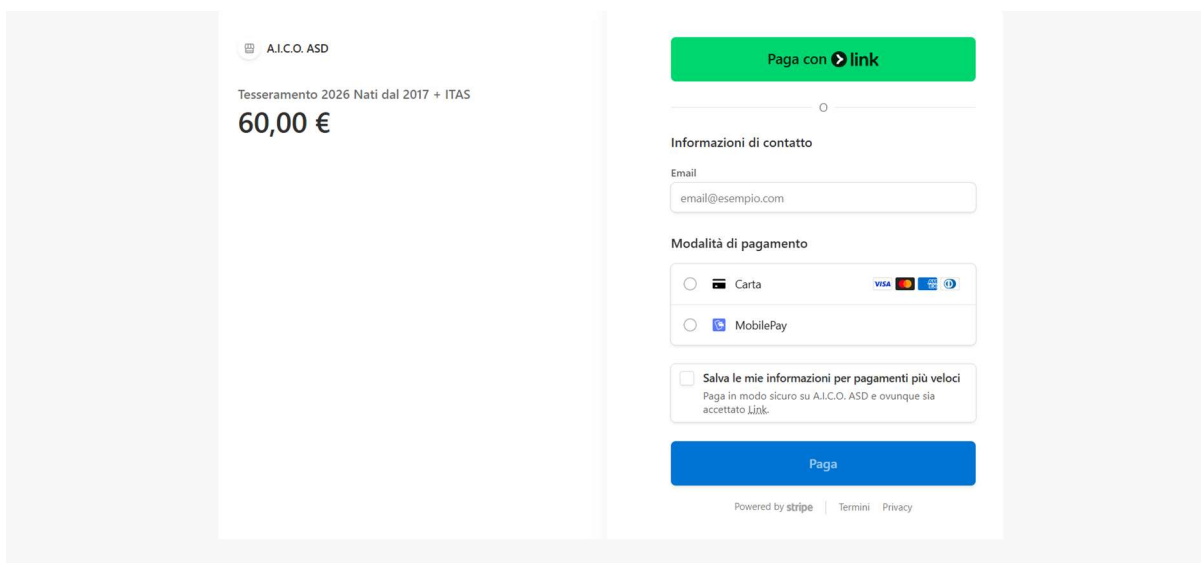 A.I.C.O. ASD
Tesseramento 2026 Nati dal 2017 + ITAS
60,00 €
Paga con link
O
Informazioni di contatto
Email
email@esempio.com
Modalità di pagamento
Carta VISA
MobilePay
Salva le mie informazioni per pagamenti più veloci
Paga in modo sicuro su A.I.C.O. ASD e ovunque sia
accettato Link.
Paga
Powered by stripe Termini Privacy